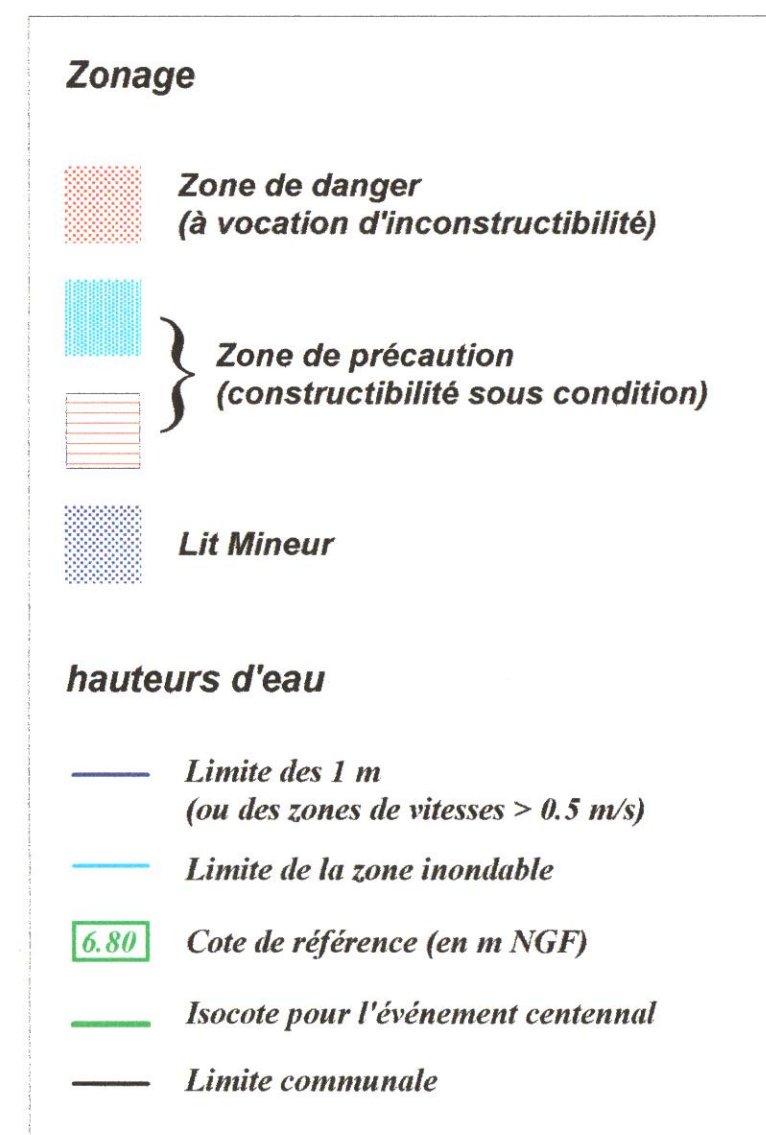 Zonage
Zone de danger
(à vocation d'inconstructibilité)
Zone de précaution
(constructibilité sous condition)
Lit Mineur
hauteurs d'eau
Limite des 1 m
(ou des zones de vitesses > 0.5 m/s)
Limite de la zone inondable
6.80 Cote de référence (en m NGF)
Isocote pour l'événement centennal
Limite communale